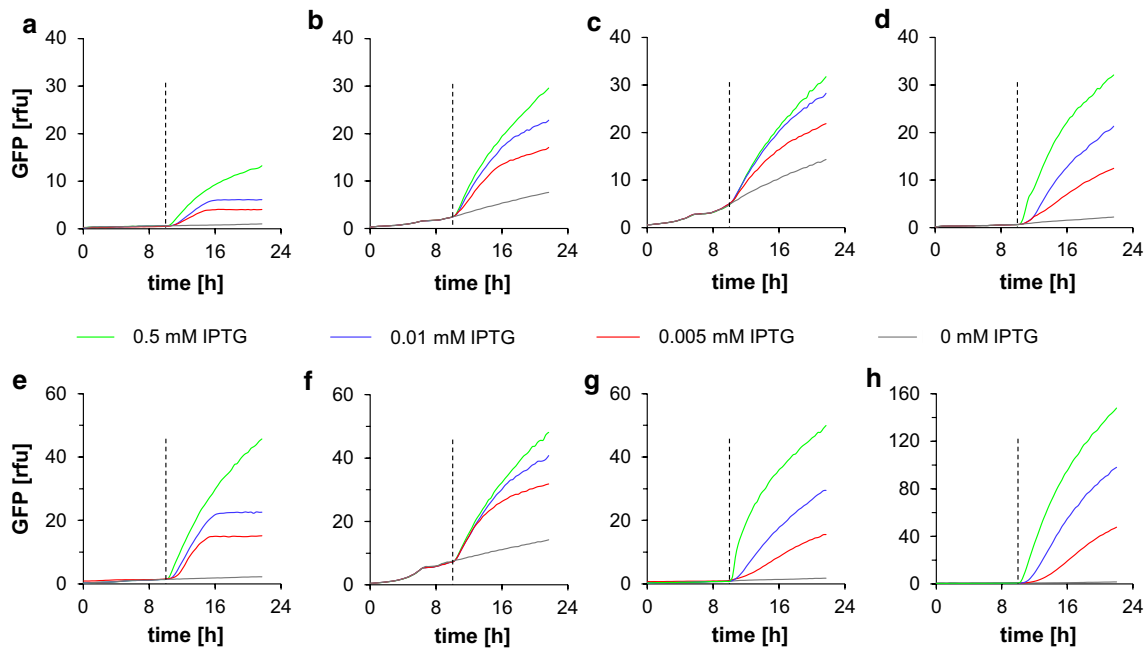 a b c d
40 40 40 40
30 30 30 30
20 20 20 20
10 10 10 10
0 0 0 0
GFP [rfu]
0 8 16 24 0 8 16 24 0 8 16 24 0 8 16 24
time [h] time [h] time [h] time [h]
0.5 mM IPTG 0.01 mM IPTG 0.005 mM IPTG 0 mM IPTG
e f g h
60 60 60 160
40 40 40 120
20 20 20 80
0 0 0 40
0
GFP [rfu]
0 8 16 24 0 8 16 24 0 8 16 24 0 8 16 24
time [h] time [h] time [h] time [h]